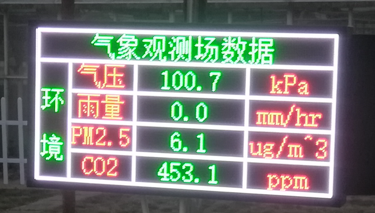 气象观测场数据
环境
气压 100.7 kPa
雨量 0.0 mm/hr
PM2.5 6.1 ug/m^3
CO2 453.1 ppm